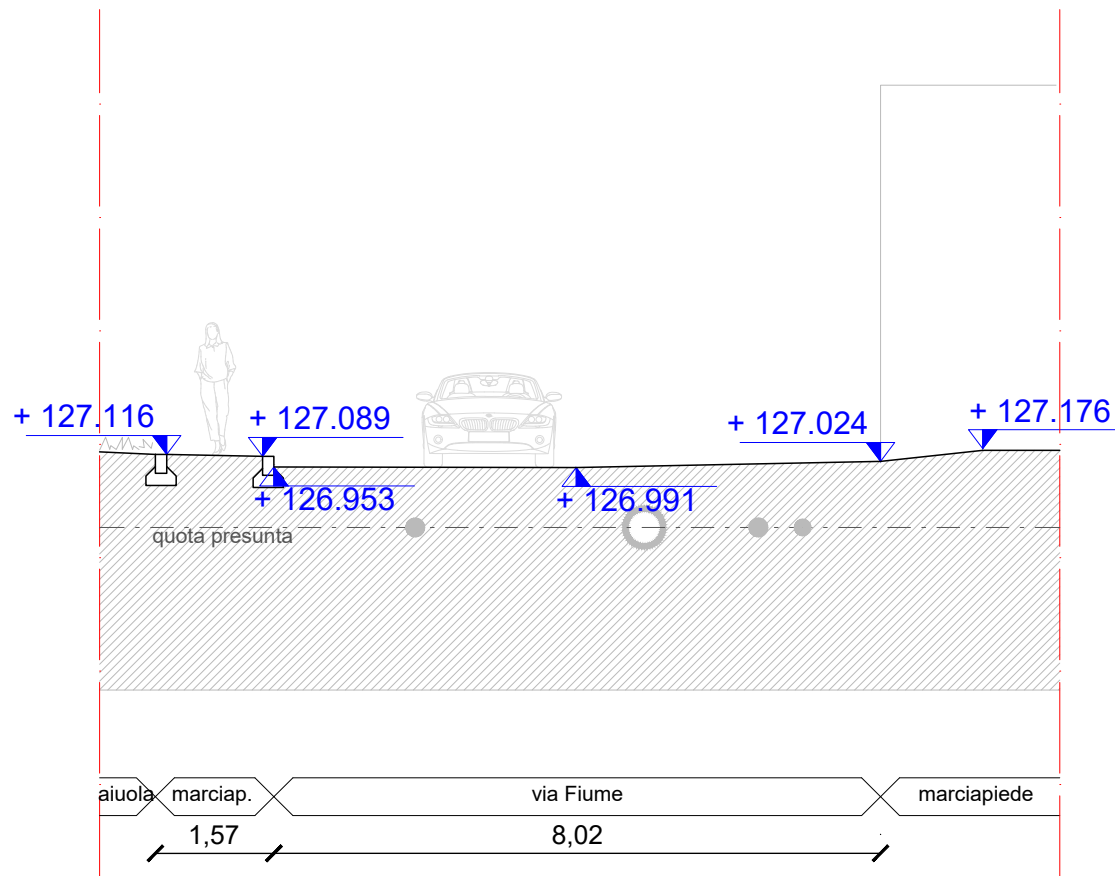 + 127.116
+ 127.089
+ 127.024
+ 127.176
+ 126.953
+ 126.991
quota presunta
aiuola
marciap.
via Fiume
marciapiede
1,57
8,02